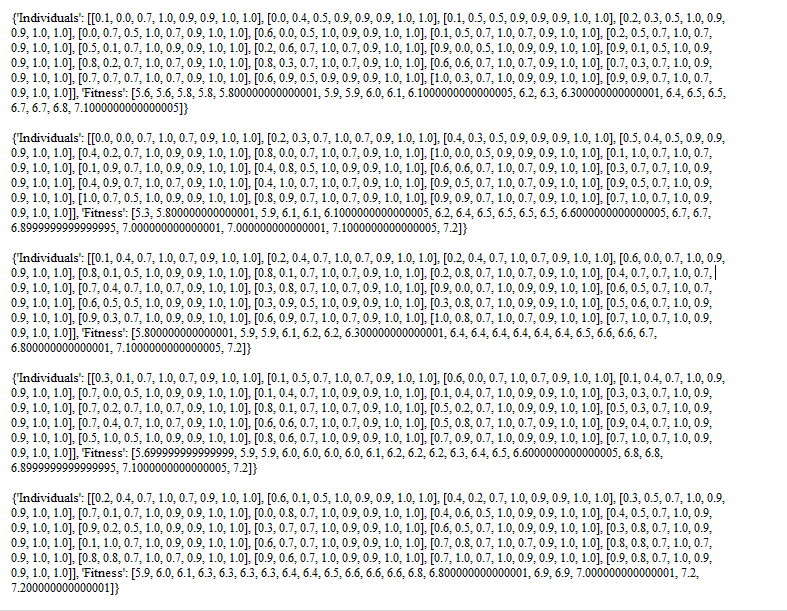 {'Individuals': [[0.1, 0.0, 0.7, 1.0, 0.9, 0.9, 1.0, 1.0], [0.0, 0.4, 0.5, 0.9, 0.9, 0.9, 1.0, 1.0], [0.1, 0.5, 0.5, 0.9, 0.9, 0.9, 1.0, 1.0], [0.2, 0.3, 0.5, 1.0, 0.9,
0.9, 1.0, 1.0], [0.0, 0.7, 0.5, 1.0, 0.7, 0.9, 1.0, 1.0], [0.6, 0.0, 0.5, 1.0, 0.9, 0.9, 1.0, 1.0], [0.1, 0.5, 0.7, 1.0, 0.7, 0.9, 1.0, 1.0], [0.2, 0.5, 0.7, 1.0, 0.7,
0.9, 1.0, 1.0], [0.5, 0.1, 0.7, 1.0, 0.9, 0.9, 1.0, 1.0], [0.2, 0.6, 0.7, 1.0, 0.7, 0.9, 1.0, 1.0], [0.9, 0.0, 0.5, 1.0, 0.9, 0.9, 1.0, 1.0], [0.9, 0.1, 0.5, 1.0, 0.9,
0.9, 1.0, 1.0], [0.8, 0.2, 0.7, 1.0, 0.7, 0.9, 1.0, 1.0], [0.8, 0.3, 0.7, 1.0, 0.7, 0.9, 1.0, 1.0], [0.6, 0.6, 0.7, 1.0, 0.7, 0.9, 1.0, 1.0], [0.7, 0.3, 0.7, 1.0, 0.9,
0.9, 1.0, 1.0], [0.7, 0.7, 0.7, 1.0, 0.7, 0.9, 1.0, 1.0], [0.6, 0.9, 0.5, 0.9, 0.9, 0.9, 1.0, 1.0], [1.0, 0.3, 0.7, 1.0, 0.9, 0.9, 1.0, 1.0], [0.9, 0.9, 0.7, 1.0, 0.7,
0.9, 1.0, 1.0]], 'Fitness': [5.6, 5.6, 5.8, 5.8, 5.800000000000001, 5.9, 5.9, 6.0, 6.1, 6.1000000000000005, 6.2, 6.3, 6.300000000000001, 6.4, 6.5, 6.5,
6.7, 6.7, 6.8, 7.1000000000000005]}
{'Individuals': [[0.0, 0.0, 0.7, 1.0, 0.7, 0.9, 1.0, 1.0], [0.2, 0.3, 0.7, 1.0, 0.7, 0.9, 1.0, 1.0], [0.4, 0.3, 0.5, 0.9, 0.9, 0.9, 1.0, 1.0], [0.5, 0.4, 0.5, 0.9, 0.9,
0.9, 1.0, 1.0], [0.4, 0.2, 0.7, 1.0, 0.9, 0.9, 1.0, 1.0], [0.8, 0.0, 0.7, 1.0, 0.7, 0.9, 1.0, 1.0], [1.0, 0.0, 0.5, 0.9, 0.9, 0.9, 1.0, 1.0], [0.1, 1.0, 0.7, 1.0, 0.7,
0.9, 1.0, 1.0], [0.1, 0.9, 0.7, 1.0, 0.7, 0.9, 1.0, 1.0], [0.4, 0.8, 0.5, 1.0, 0.9, 0.9, 1.0, 1.0], [0.6, 0.6, 0.7, 1.0, 0.7, 0.9, 1.0, 1.0], [0.3, 0.7, 0.7, 1.0, 0.9,
0.9, 1.0, 1.0], [0.4, 0.9, 0.7, 1.0, 0.7, 0.9, 1.0, 1.0], [0.4, 1.0, 0.7, 1.0, 0.7, 0.9, 1.0, 1.0], [0.9, 0.5, 0.7, 1.0, 0.7, 0.9, 1.0, 1.0], [0.9, 0.5, 0.7, 1.0, 0.9,
0.9, 1.0, 1.0], [1.0, 0.7, 0.5, 1.0, 0.9, 0.9, 1.0, 1.0], [0.8, 0.9, 0.7, 1.0, 0.7, 0.9, 1.0, 1.0], [0.9, 0.9, 0.7, 1.0, 0.7, 0.9, 1.0, 1.0], [0.7, 1.0, 0.7, 1.0, 0.9,
0.9, 1.0, 1.0]], 'Fitness': [5.3, 5.800000000000001, 5.9, 6.1, 6.1, 6.1000000000000005, 6.2, 6.4, 6.5, 6.5, 6.5, 6.5, 6.6000000000000005, 6.7, 6.7,
6.8999999999999995, 7.000000000000001, 7.000000000000001, 7.1000000000000005, 7.2]}
{'Individuals': [[0.1, 0.4, 0.7, 1.0, 0.7, 0.9, 1.0, 1.0], [0.2, 0.4, 0.7, 1.0, 0.7, 0.9, 1.0, 1.0], [0.2, 0.4, 0.7, 1.0, 0.7, 0.9, 1.0, 1.0], [0.6, 0.0, 0.7, 1.0, 0.9,
0.9, 1.0, 1.0], [0.8, 0.1, 0.5, 1.0, 0.9, 0.9, 1.0, 1.0], [0.8, 0.1, 0.7, 1.0, 0.7, 0.9, 1.0, 1.0], [0.2, 0.8, 0.7, 1.0, 0.7, 0.9, 1.0, 1.0], [0.4, 0.7, 0.7, 1.0, 0.7,
0.9, 1.0, 1.0], [0.7, 0.4, 0.7, 1.0, 0.7, 0.9, 1.0, 1.0], [0.3, 0.8, 0.7, 1.0, 0.7, 0.9, 1.0, 1.0], [0.9, 0.0, 0.7, 1.0, 0.9, 0.9, 1.0, 1.0], [0.6, 0.5, 0.7, 1.0, 0.7,
0.9, 1.0, 1.0], [0.6, 0.5, 0.5, 1.0, 0.9, 0.9, 1.0, 1.0], [0.3, 0.9, 0.5, 1.0, 0.9, 0.9, 1.0, 1.0], [0.3, 0.8, 0.7, 1.0, 0.9, 0.9, 1.0, 1.0], [0.5, 0.6, 0.7, 1.0, 0.9,
0.9, 1.0, 1.0], [0.9, 0.3, 0.7, 1.0, 0.9, 0.9, 1.0, 1.0], [0.6, 0.9, 0.7, 1.0, 0.7, 0.9, 1.0, 1.0], [1.0, 0.8, 0.7, 1.0, 0.7, 0.9, 1.0, 1.0], [0.7, 1.0, 0.7, 1.0, 0.9,
0.9, 1.0, 1.0]], 'Fitness': [5.800000000000001, 5.9, 5.9, 6.1, 6.2, 6.2, 6.300000000000001, 6.4, 6.4, 6.4, 6.4, 6.4, 6.4, 6.5, 6.6, 6.6, 6.7,
6.800000000000001, 7.1000000000000005, 7.2]}
{'Individuals': [[0.3, 0.1, 0.7, 1.0, 0.7, 0.9, 1.0, 1.0], [0.1, 0.5, 0.7, 1.0, 0.7, 0.9, 1.0, 1.0], [0.6, 0.0, 0.7, 1.0, 0.7, 0.9, 1.0, 1.0], [0.1, 0.4, 0.7, 1.0, 0.9,
0.9, 1.0, 1.0], [0.7, 0.0, 0.5, 1.0, 0.9, 0.9, 1.0, 1.0], [0.1, 0.4, 0.7, 1.0, 0.9, 0.9, 1.0, 1.0], [0.1, 0.4, 0.7, 1.0, 0.9, 0.9, 1.0, 1.0], [0.3, 0.3, 0.7, 1.0, 0.9,
0.9, 1.0, 1.0], [0.7, 0.2, 0.7, 1.0, 0.7, 0.9, 1.0, 1.0], [0.8, 0.1, 0.7, 1.0, 0.7, 0.9, 1.0, 1.0], [0.5, 0.2, 0.7, 1.0, 0.9, 0.9, 1.0, 1.0], [0.5, 0.3, 0.7, 1.0, 0.9,
0.9, 1.0, 1.0], [0.7, 0.4, 0.7, 1.0, 0.7, 0.9, 1.0, 1.0], [0.6, 0.6, 0.7, 1.0, 0.7, 0.9, 1.0, 1.0], [0.5, 0.8, 0.7, 1.0, 0.7, 0.9, 1.0, 1.0], [0.9, 0.4, 0.7, 1.0, 0.9,
0.9, 1.0, 1.0], [0.5, 1.0, 0.5, 1.0, 0.9, 0.9, 1.0, 1.0], [0.8, 0.6, 0.7, 1.0, 0.9, 0.9, 1.0, 1.0], [0.7, 0.9, 0.7, 1.0, 0.7, 0.9, 1.0, 1.0], [0.7, 1.0, 0.7, 1.0, 0.9,
0.9, 1.0, 1.0]], 'Fitness': [5.699999999999999, 5.9, 5.9, 6.0, 6.0, 6.0, 6.0, 6.1, 6.2, 6.2, 6.2, 6.3, 6.4, 6.5, 6.6000000000000005, 6.8, 6.8,
6.8999999999999995, 7.1000000000000005, 7.2]}
{'Individuals': [[0.2, 0.4, 0.7, 1.0, 0.7, 0.9, 1.0, 1.0], [0.6, 0.1, 0.5, 1.0, 0.9, 0.9, 1.0, 1.0], [0.4, 0.2, 0.7, 1.0, 0.9, 0.9, 1.0, 1.0], [0.3, 0.5, 0.7, 1.0, 0.9,
0.9, 1.0, 1.0], [0.7, 0.1, 0.7, 0.9, 0.9, 0.9, 1.0, 1.0], [0.0, 0.8, 0.7, 1.0, 0.9, 0.9, 1.0, 1.0], [0.4, 0.6, 0.5, 1.0, 0.9, 0.9, 1.0, 1.0], [0.4, 0.5, 0.7, 1.0, 0.9,
0.9, 1.0, 1.0], [0.9, 0.2, 0.5, 1.0, 0.9, 0.9, 1.0, 1.0], [0.3, 0.7, 0.7, 1.0, 0.9, 0.9, 1.0, 1.0], [0.6, 0.5, 0.7, 1.0, 0.9, 0.9, 1.0, 1.0], [0.3, 0.8, 0.7, 1.0, 0.9,
0.9, 1.0, 1.0], [0.1, 1.0, 0.7, 1.0, 0.9, 0.9, 1.0, 1.0], [0.6, 0.7, 0.7, 1.0, 0.9, 0.9, 1.0, 1.0], [0.7, 0.8, 0.7, 1.0, 0.7, 0.9, 1.0, 1.0], [0.8, 0.8, 0.7, 1.0, 0.7,
0.9, 1.0, 1.0], [0.8, 0.8, 0.7, 1.0, 0.7, 0.9, 1.0, 1.0], [0.9, 0.6, 0.7, 1.0, 0.9, 0.9, 1.0, 1.0], [0.7, 1.0, 0.7, 1.0, 0.9, 0.9, 1.0, 1.0], [0.9, 0.8, 0.7, 1.0, 0.9,
0.9, 1.0, 1.0]], 'Fitness': [5.9, 6.0, 6.1, 6.3, 6.3, 6.3, 6.3, 6.4, 6.4, 6.5, 6.6, 6.6, 6.6, 6.8, 6.800000000000001, 6.9, 6.9, 7.000000000000001, 7.2,
7.200000000000001]}